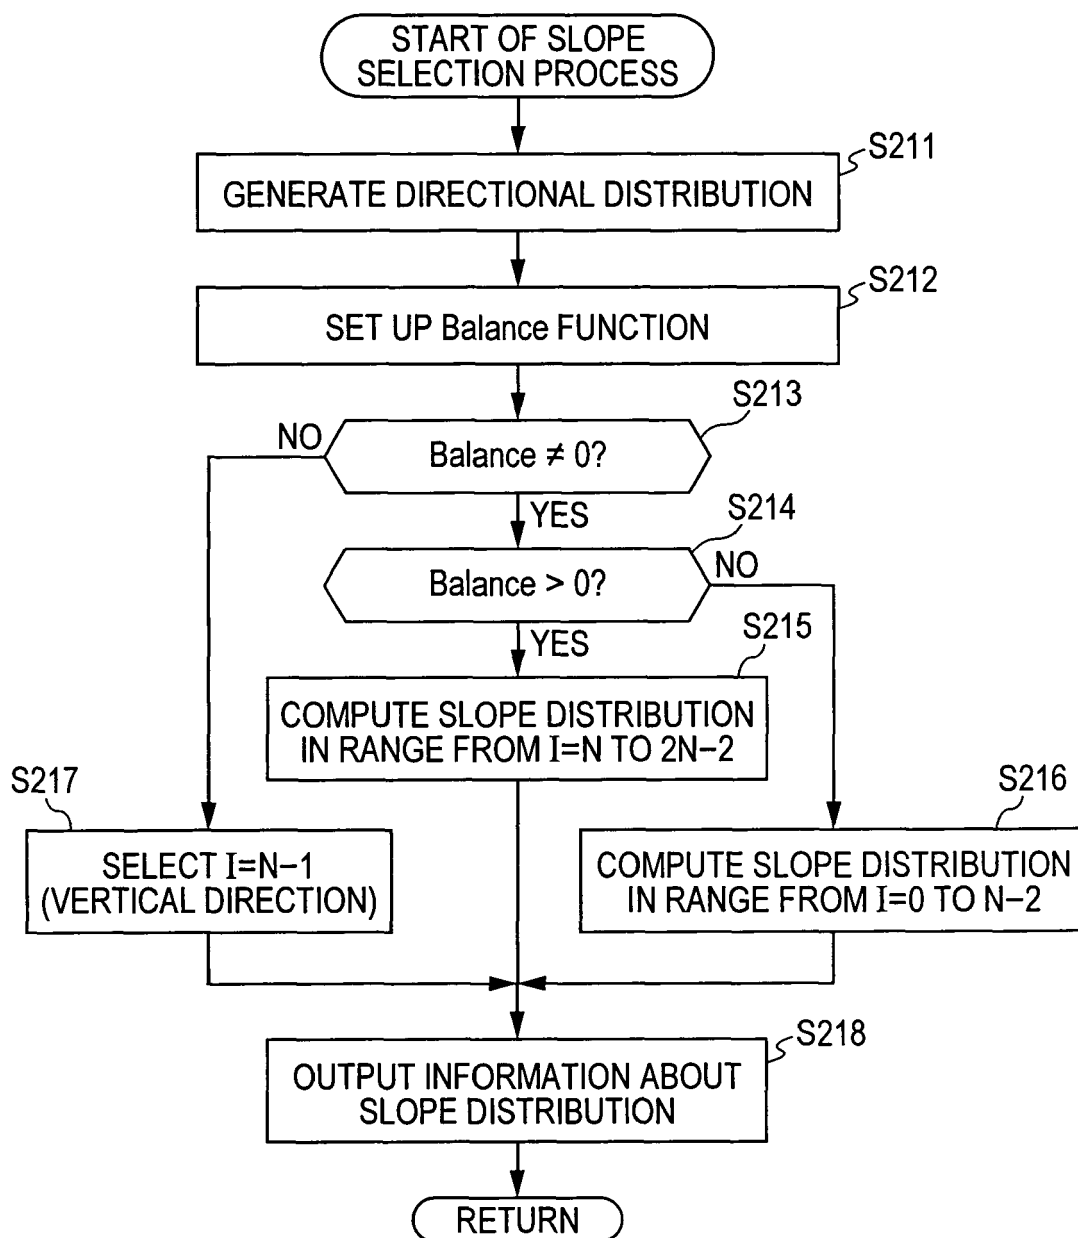 START OF SLOPE
SELECTION PROCESS
S211
GENERATE DIRECTIONAL DISTRIBUTION
S212
SET UP Balance FUNCTION
S213
NO
Balance ≠ 0?
YES
S214
Balance > 0?
NO
YES
S215
COMPUTE SLOPE DISTRIBUTION
IN RANGE FROM I=N TO 2N–2
S217
SELECT I=N–1
(VERTICAL DIRECTION)
S216
COMPUTE SLOPE DISTRIBUTION
IN RANGE FROM I=0 TO N–2
S218
OUTPUT INFORMATION ABOUT
SLOPE DISTRIBUTION
RETURN